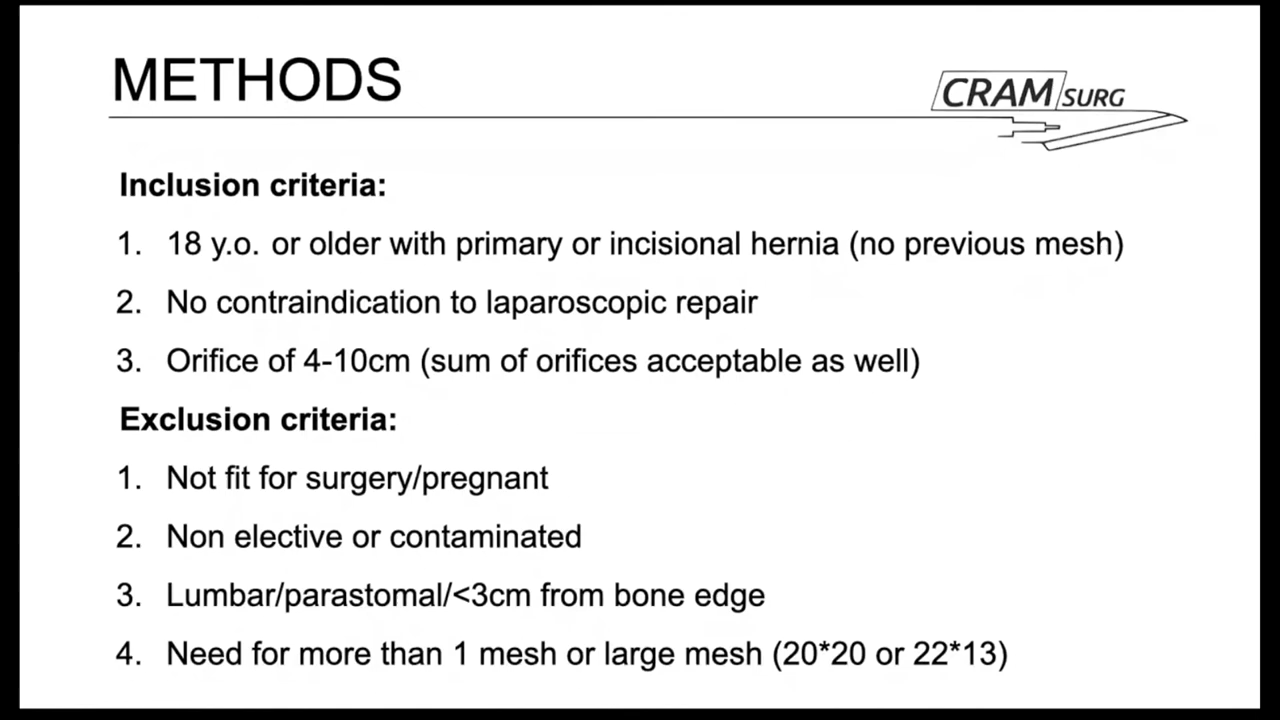 METHODS
CRAM SURG
Inclusion criteria:
1. 18 y.o. or older with primary or incisional hernia (no previous mesh)
2. No contraindication to laparoscopic repair
3. Orifice of 4-10cm (sum of orifices acceptable as well)
Exclusion criteria:
1. Not fit for surgery/pregnant
2. Non elective or contaminated
3. Lumbar/parastomal/<3cm from bone edge
4. Need for more than 1 mesh or large mesh (20*20 or 22*13)